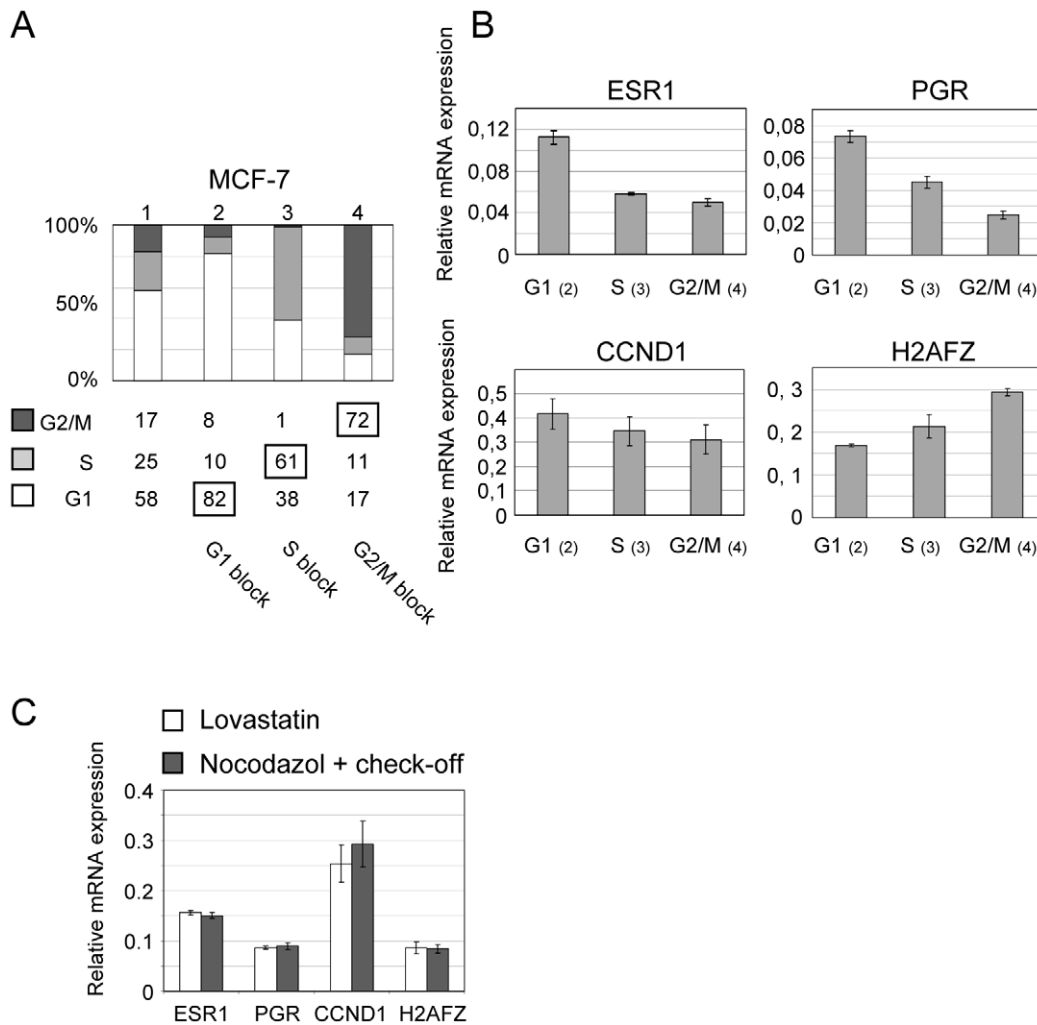 A
MCF-7
1 2 3 4
100%
50%
0%
G2/M 17 8 1 72
S 25 10 61 11
G1 58 82 38 17
G1 block
S block
G2/M block
B
Relative mRNA expression
ESR1
0,12
0,08
0,04
0
G1 (2) S (3) G2/M (4)
PGR
0,08
0,06
0,04
0,02
0
G1 (2) S (3) G2/M (4)
Relative mRNA expression
CCND1
0,5
0,4
0,3
0,2
0,1
0
G1 (2) S (3) G2/M (4)
H2AFZ
0,3
0,2
0,1
0
G1 (2) S (3) G2/M (4)
C
Lovastatin
Nocodazol + check-off
Relative mRNA expression
0.4
0.3
0.2
0.1
0
ESR1 PGR CCND1 H2AFZ